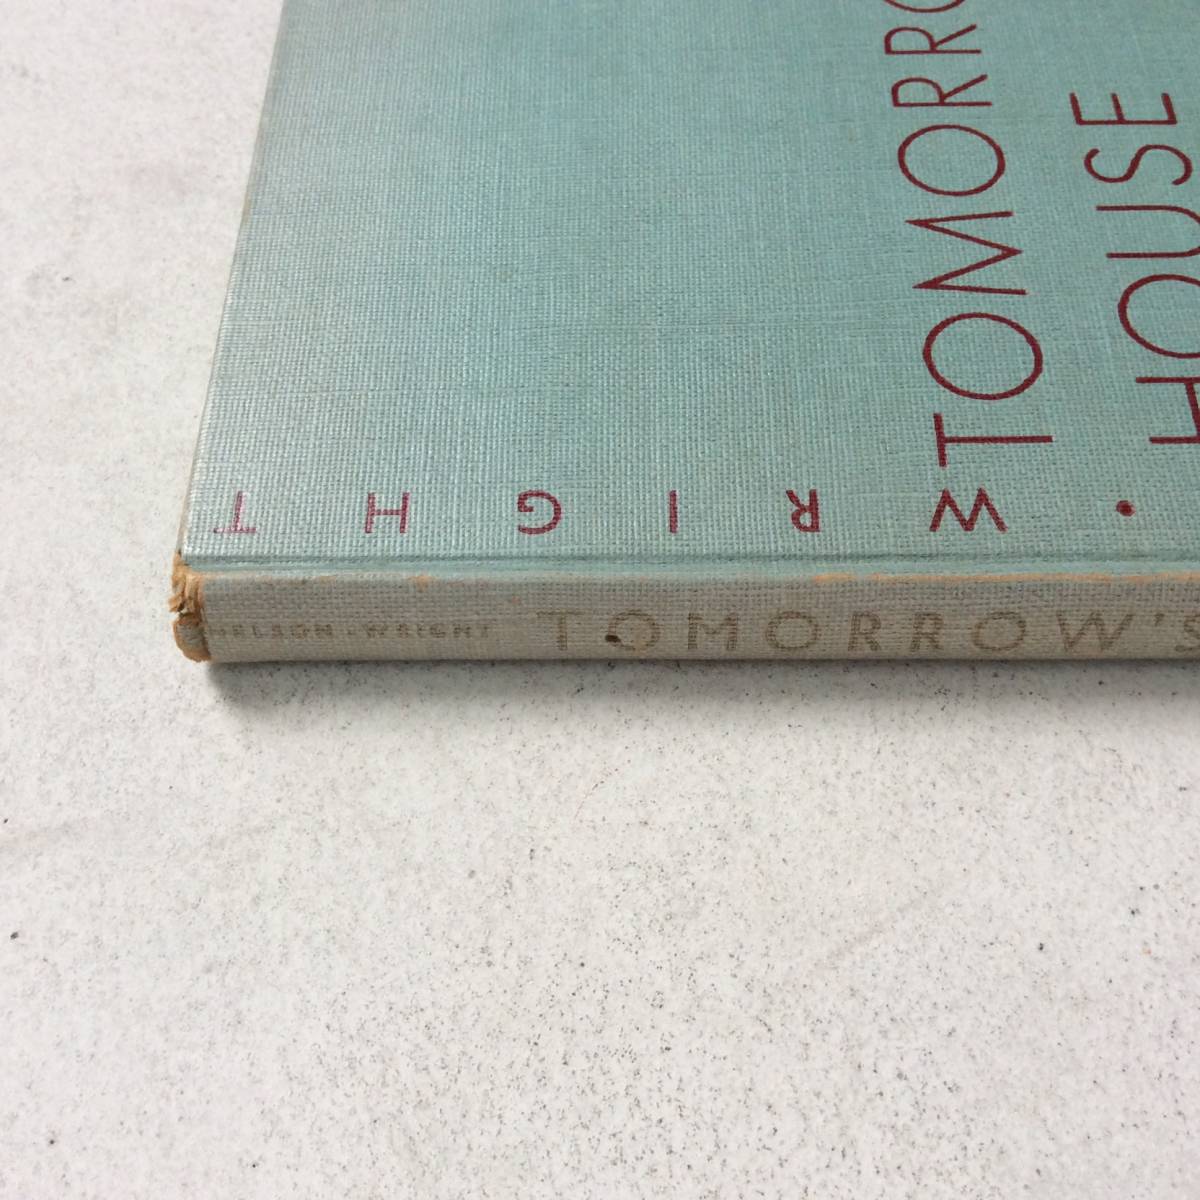 TOMORRO
HOUSE
WRIGHT
•
NELSON · WRIGHT TOMORROW'S